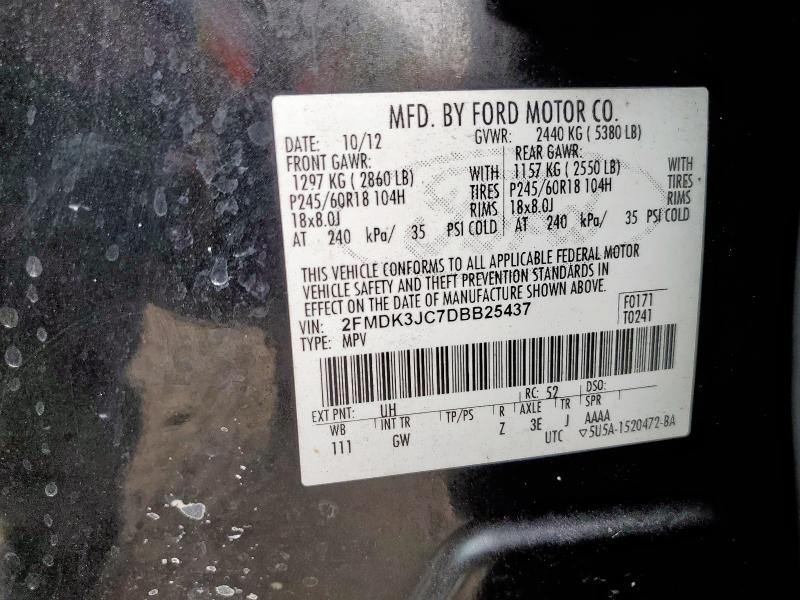 MFD. BY FORD MOTOR CO.
DATE: 10/12 GVWR: 2440 KG ( 5380 LB)
FRONT GAWR: REAR GAWR:
1297 KG ( 2860 LB) WITH 1157 KG ( 2550 LB) WITH
P245/60R18 104H TIRES P245/60R18 104H TIRES
18x8.0J RIMS 18x8.0J RIMS
AT 240 kPa/ 35 PSI COLD AT 240 kPa/ 35 PSI COLD
THIS VEHICLE CONFORMS TO ALL APPLICABLE FEDERAL MOTOR
VEHICLE SAFETY AND THEFT PREVENTION STANDARDS IN
EFFECT ON THE DATE OF MANUFACTURE SHOWN ABOVE.
VIN: 2FMDK3JC7DBB25437 F0171
TYPE: MPV T0241
EXT PNT: UH RC: 52 DSO:
WB INT TR TP/PS R AXLE TR SPR
111 GW Z 3E J AAAA
UTC ▽5U5A-1520472-BA